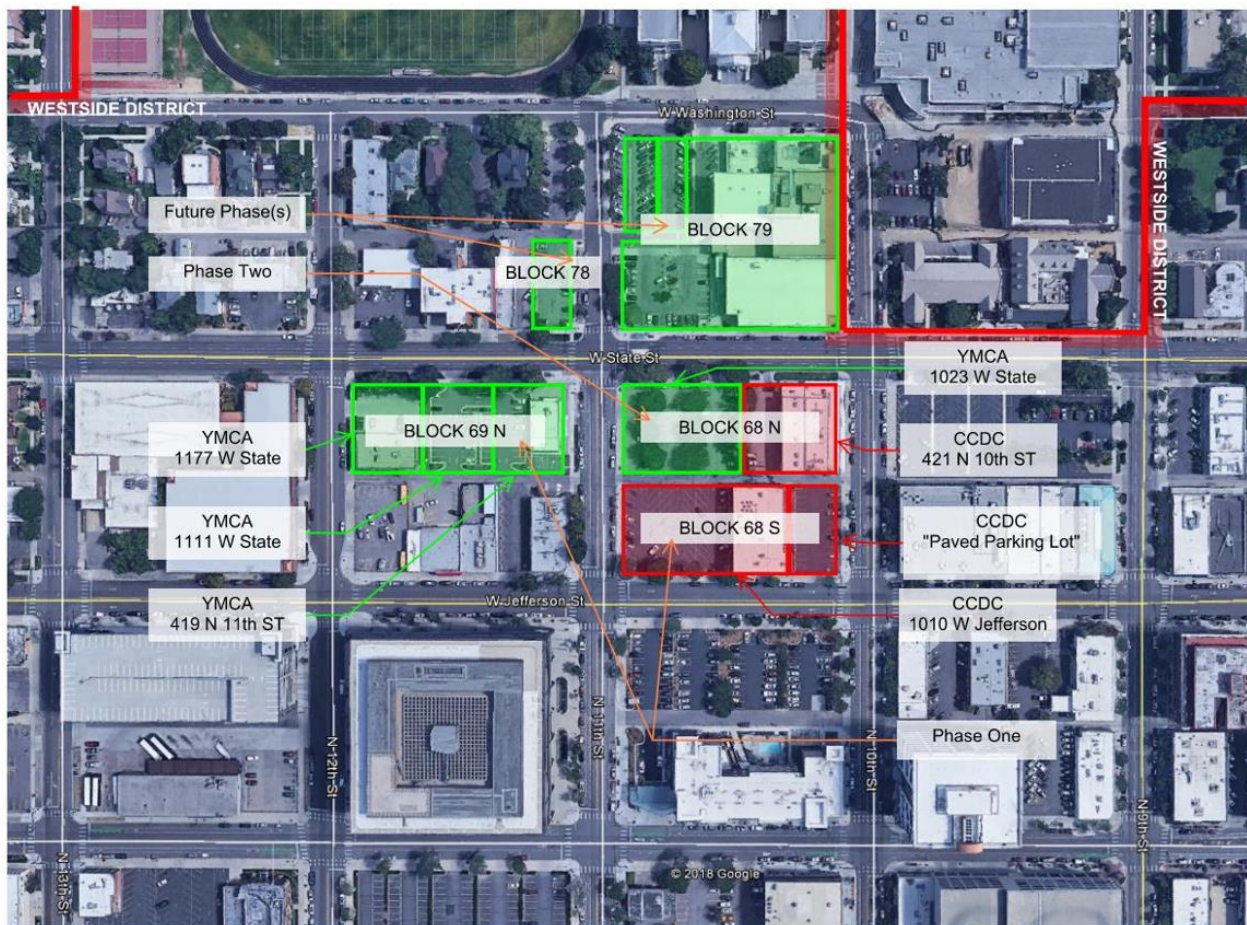 WESTSIDE DISTRICT
W Washington St
WESTSIDE DISTRICT
Future Phase(s)
BLOCK 79
Phase Two
BLOCK 78
W State St
YMCA
1023 W State
YMCA
1177 W State
BLOCK 69 N
BLOCK 68 N
CCDC
421 N 10th ST
YMCA
1111 W State
BLOCK 68 S
CCDC
"Paved Parking Lot"
YMCA
419 N 11th ST
W Jefferson St
CCDC
1010 W Jefferson
Phase One
N 12th St
N 11th St
N 10th St
N 9th St
N 13th St
© 2018 Google